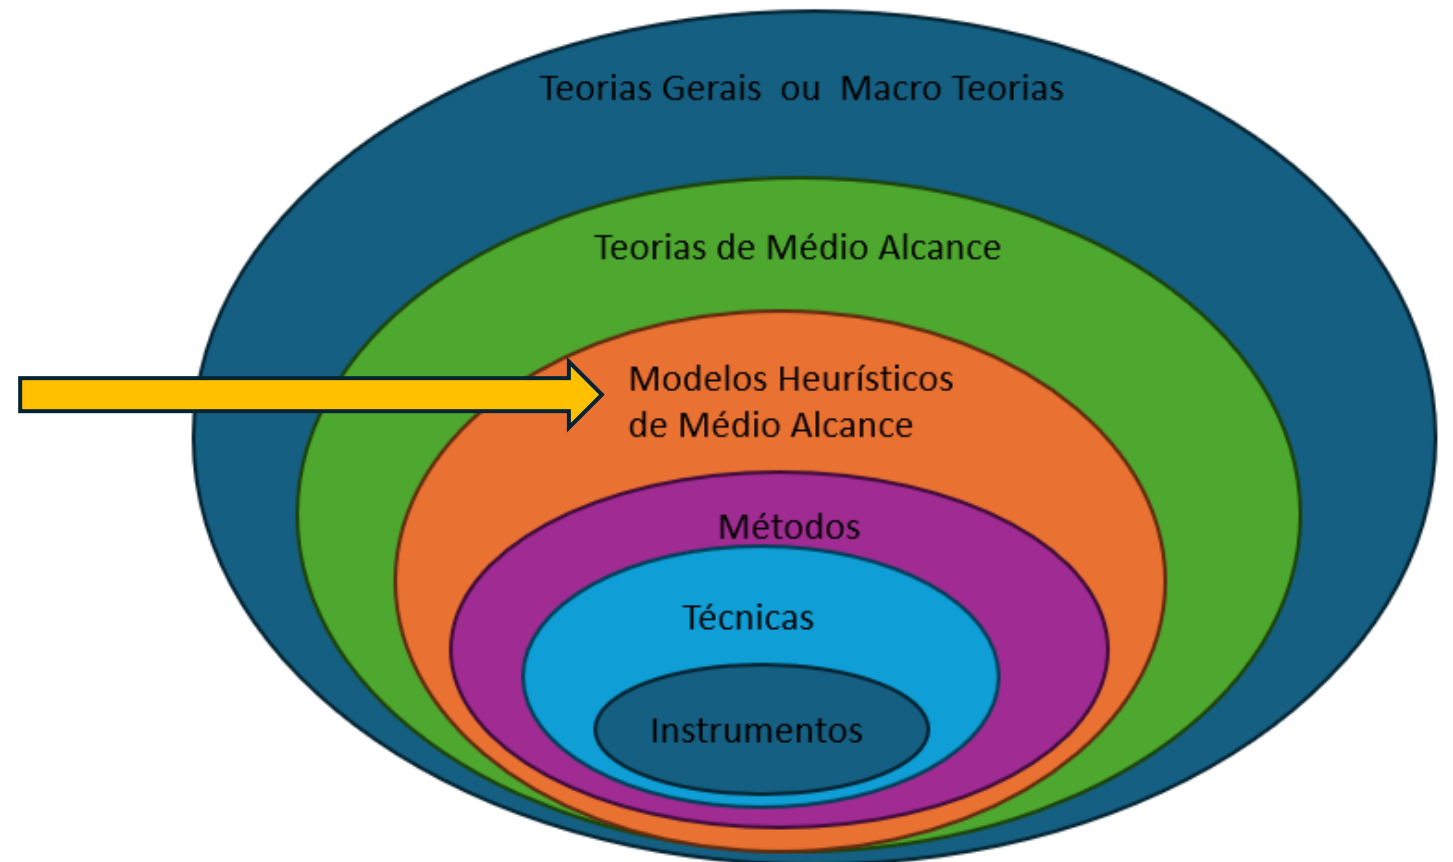 Teorias Gerais ou Macro Teorias
Teorias de Médio Alcance
Modelos Heurísticos
de Médio Alcance
Métodos
Técnicas
Instrumentos